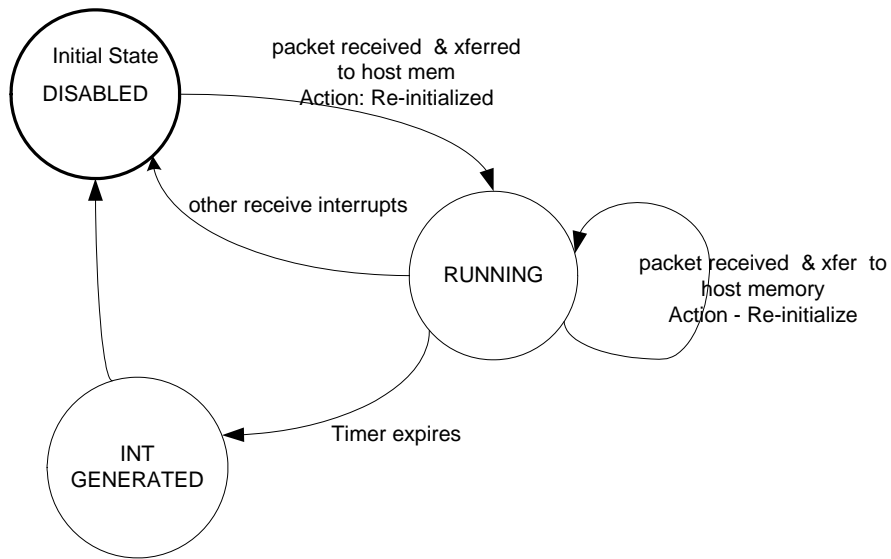 Initial State
DISABLED
packet received & xferred
to host mem
Action: Re-initialized
other receive interrupts
RUNNING
packet received & xfer to
host memory
Action - Re-initialize
Timer expires
INT
GENERATED